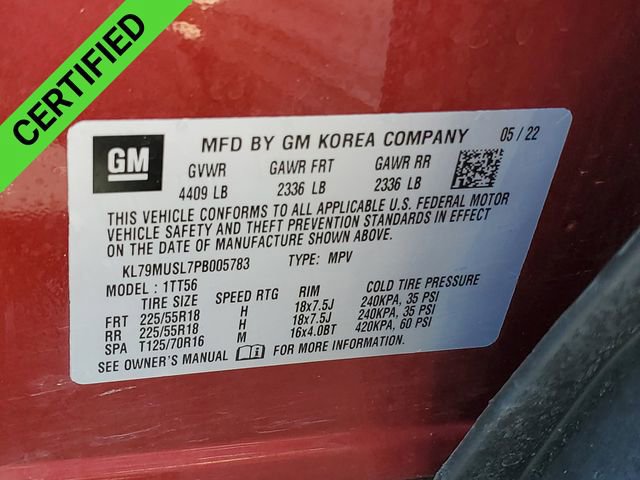 CERTIFIED
GM
MFD BY GM KOREA COMPANY 05 / 22
GVWR GAWR FRT GAWR RR
4409 LB 2336 LB 2336 LB
THIS VEHICLE CONFORMS TO ALL APPLICABLE U.S. FEDERAL MOTOR
VEHICLE SAFETY AND THEFT PREVENTION STANDARDS IN EFFECT
ON THE DATE OF MANUFACTURE SHOWN ABOVE.
KL79MUSL7PB005783 TYPE: MPV
MODEL : 1TT56
TIRE SIZE SPEED RTG RIM COLD TIRE PRESSURE
FRT 225/55R18 H 18x7.5J 240KPA, 35 PSI
RR 225/55R18 H 18x7.5J 240KPA, 35 PSI
SPA T125/70R16 M 16x4.0BT 420KPA, 60 PSI
SEE OWNER'S MANUAL FOR MORE INFORMATION.